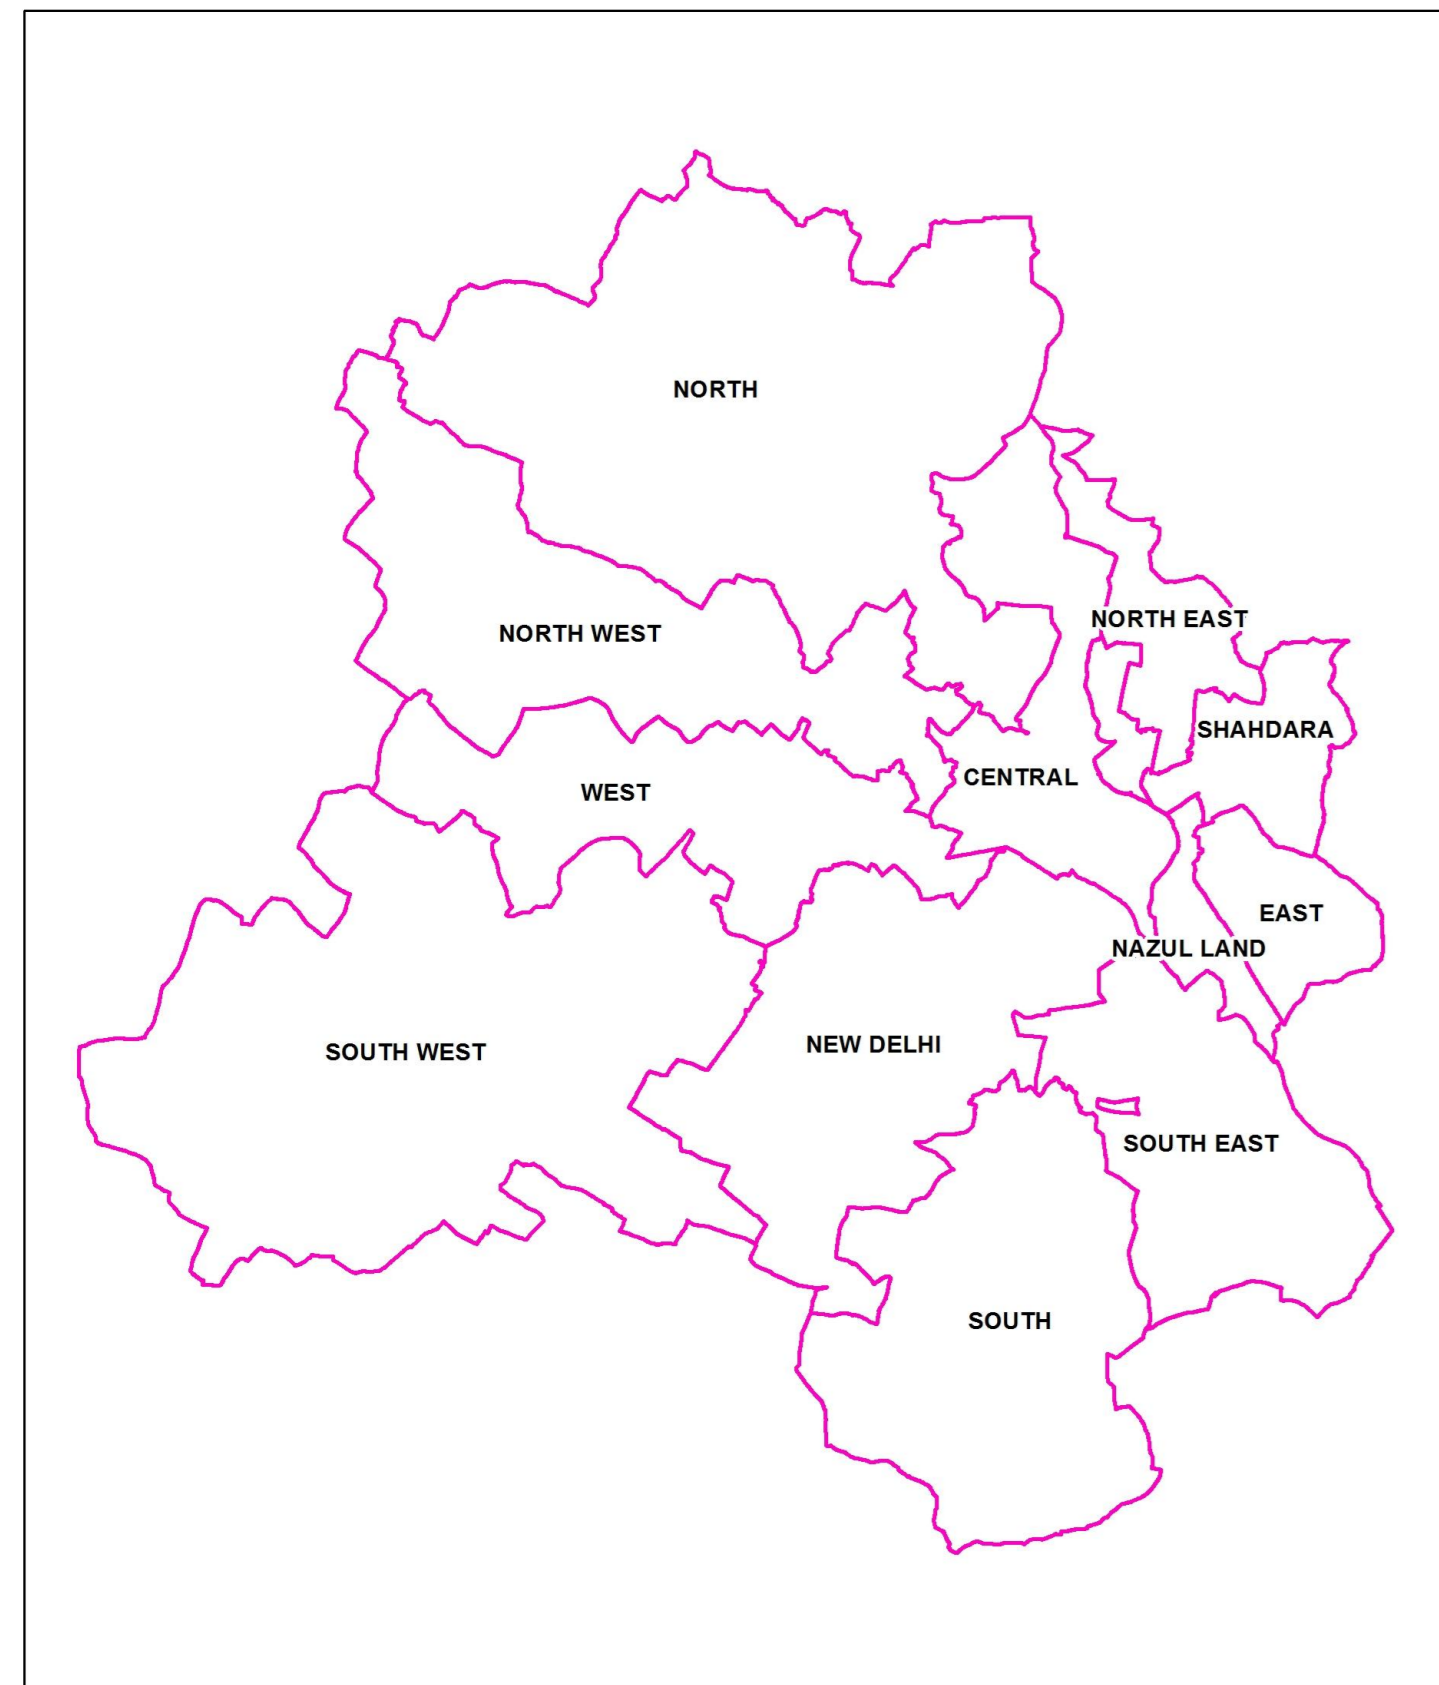 NORTH
NORTH EAST
NORTH WEST
SHAHDARA
CENTRAL
WEST
EAST
NAZUL LAND
NEW DELHI
SOUTH WEST
SOUTH EAST
SOUTH